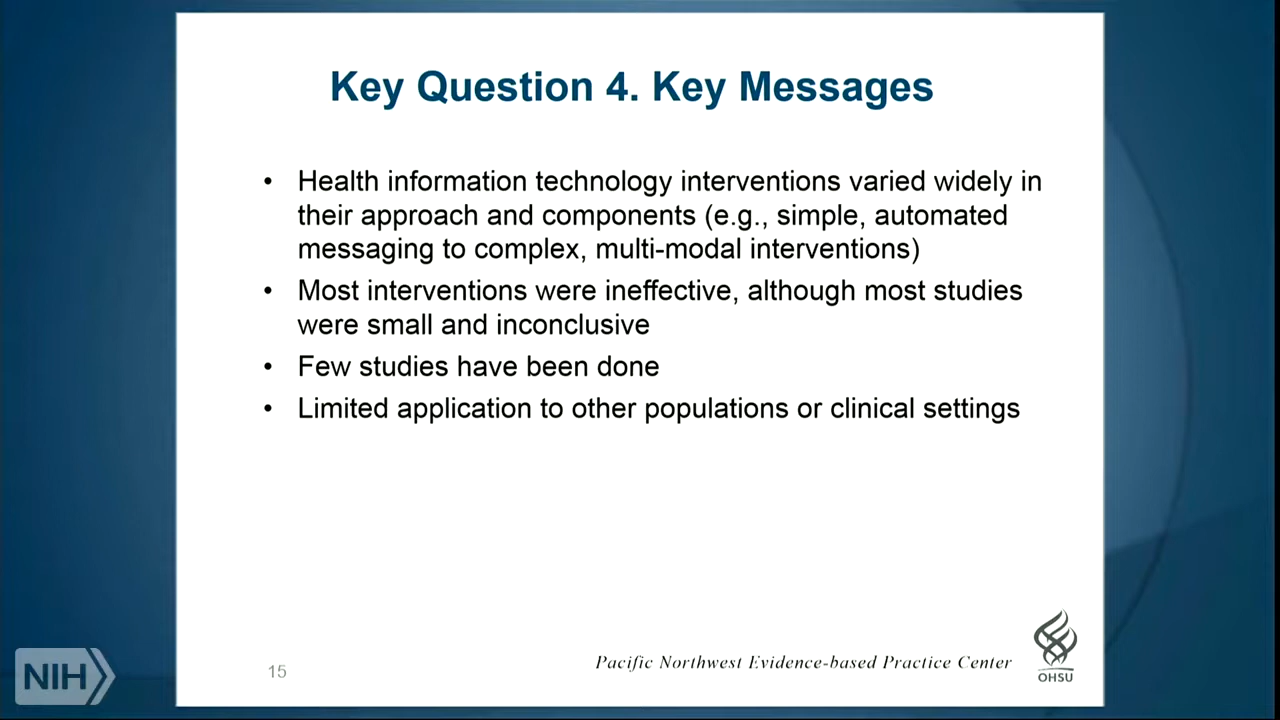 Key Question 4. Key Messages
• Health information technology interventions varied widely in
their approach and components (e.g., simple, automated
messaging to complex, multi-modal interventions)
• Most interventions were ineffective, although most studies
were small and inconclusive
• Few studies have been done
• Limited application to other populations or clinical settings
15
Pacific Northwest Evidence-based Practice Center
OHSU
NIH